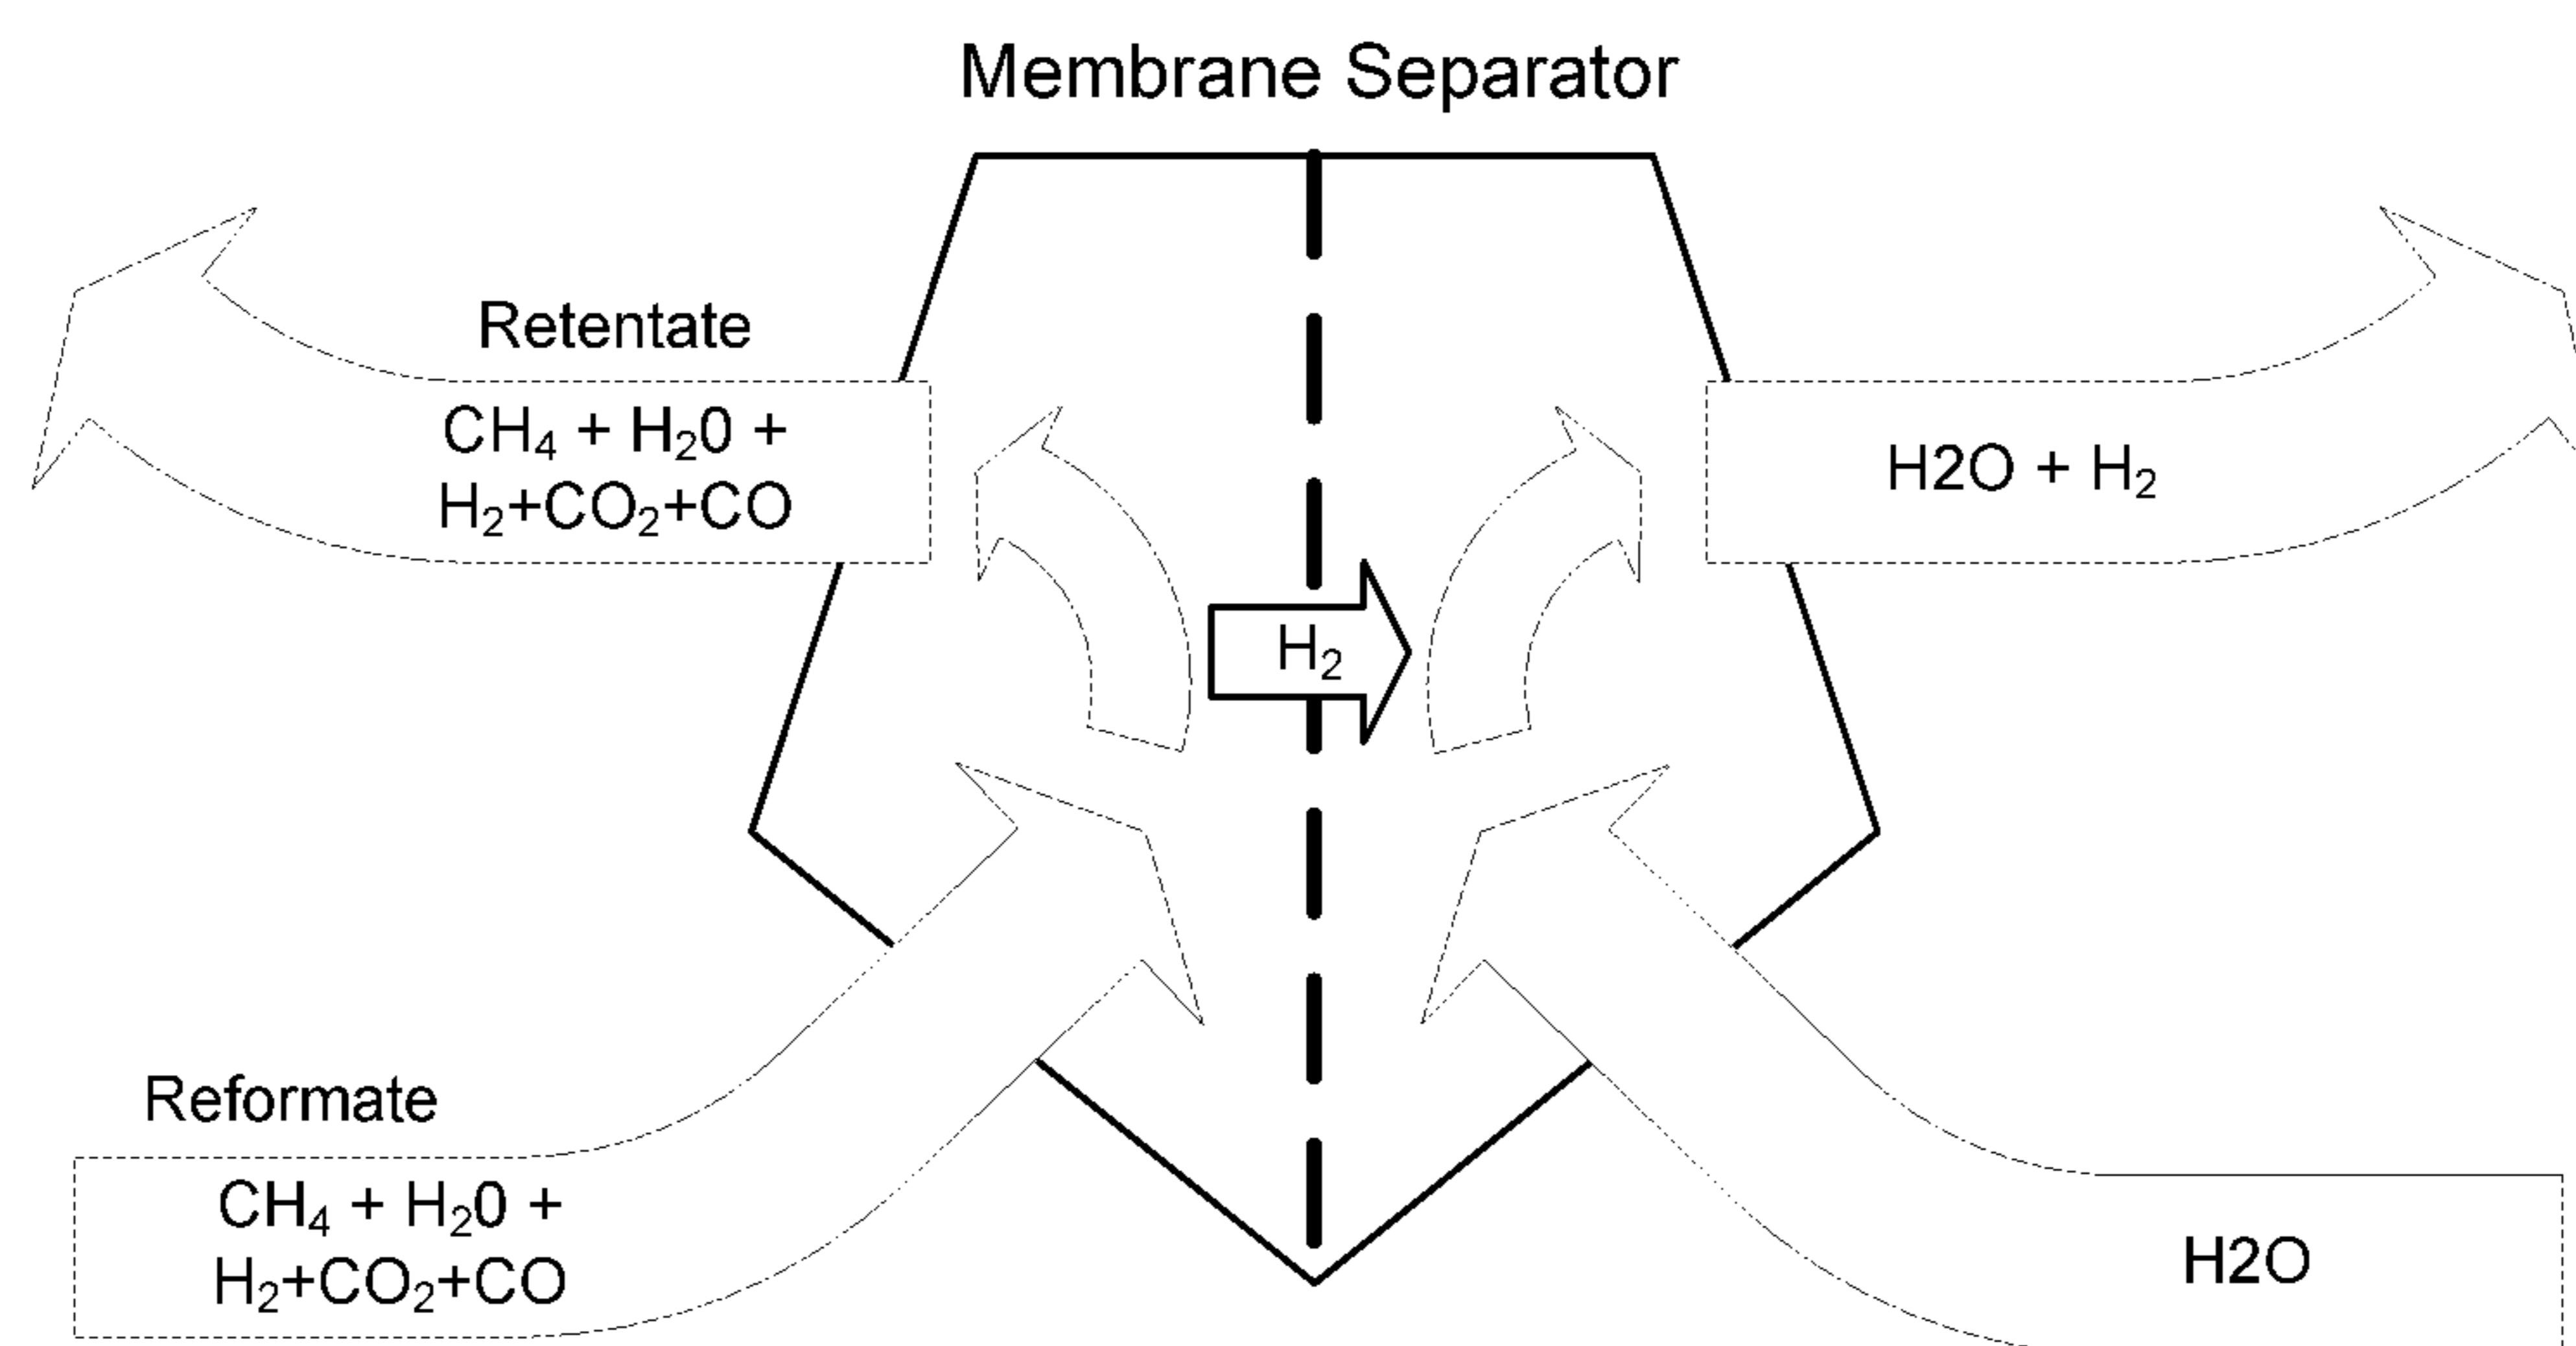 Membrane Separator
Retentate
CH₄ + H₂0 +
H₂+CO₂+CO
H2O + H₂
H₂
Reformate
CH₄ + H₂0 +
H₂+CO₂+CO
H2O